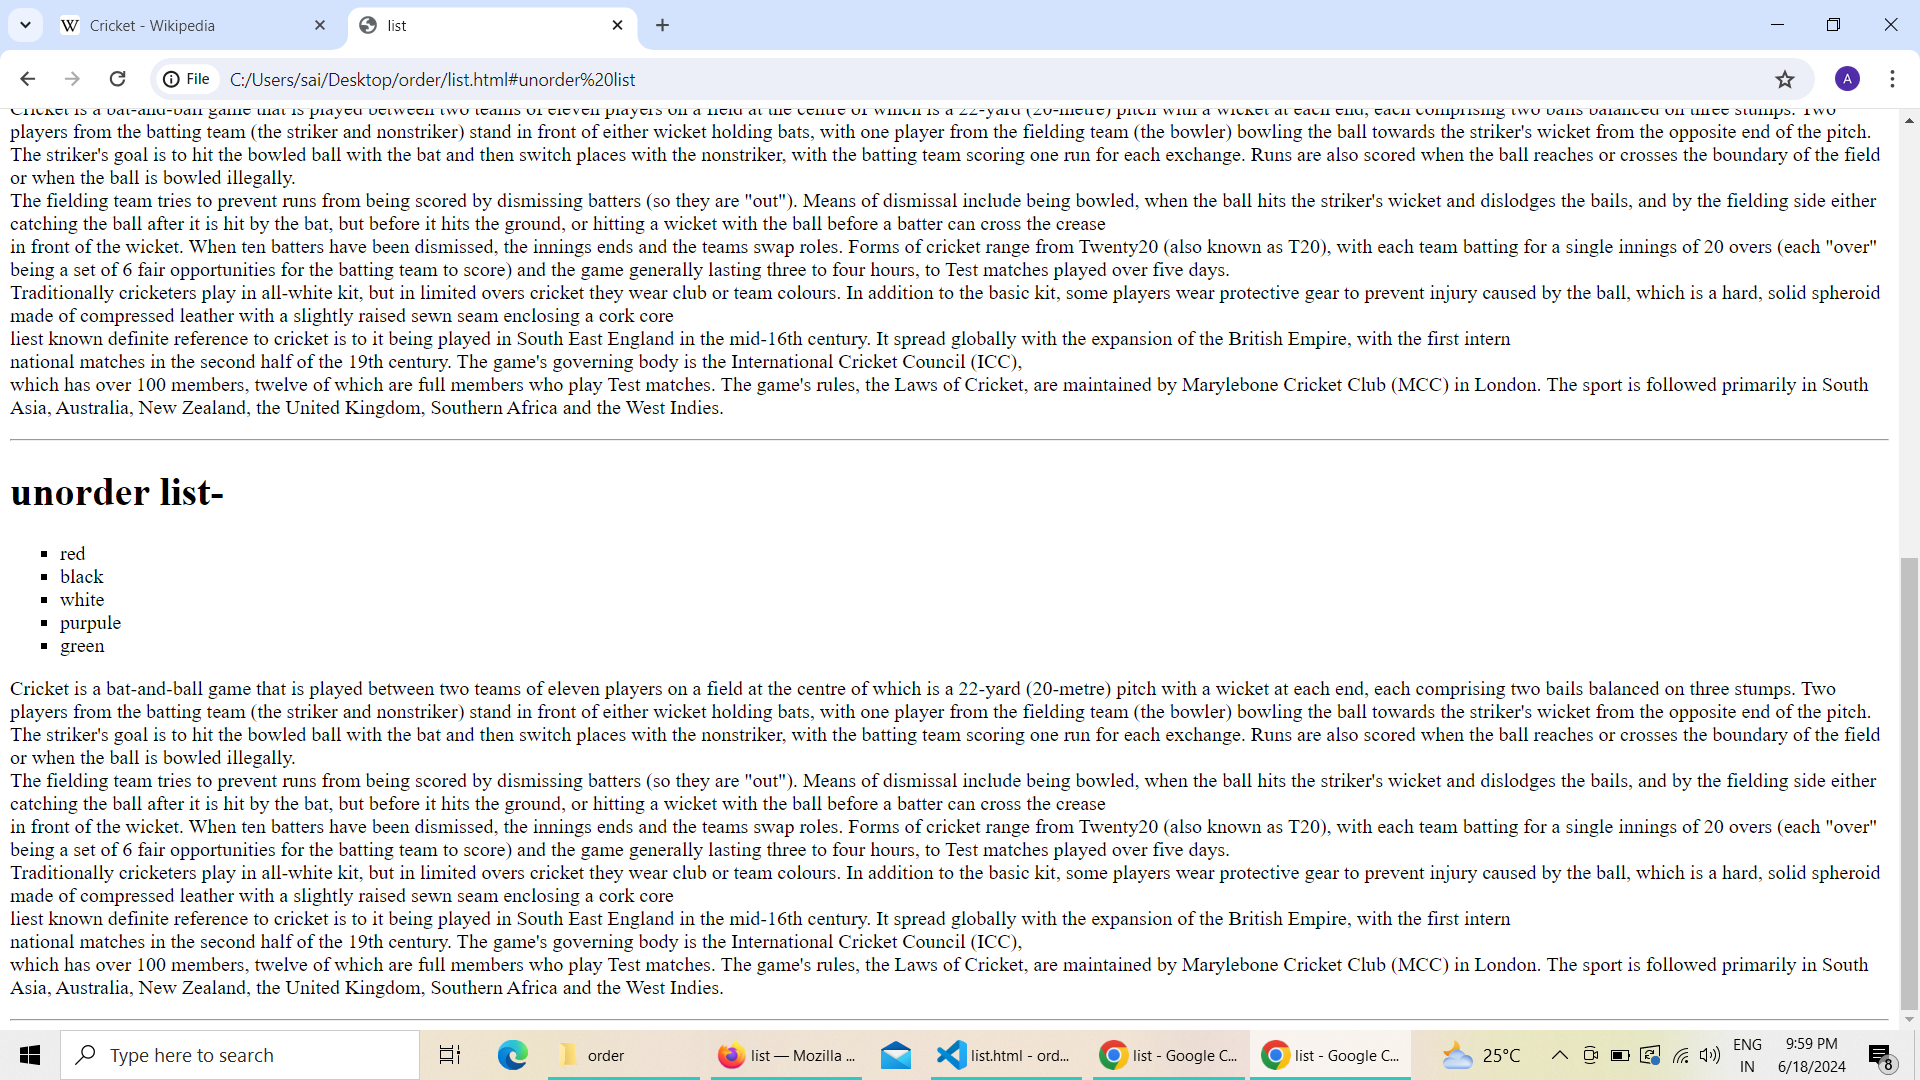 Cricket - Wikipedia
list
File
C:/Users/sai/Desktop/order/list.html#unorder%20list
A
Cricket is a bat-and-ball game that is played between two teams of eleven players on a field at the centre of which is a 22-yard (20-metre) pitch with a wicket at each end, each comprising two bails balanced on three stumps. Two
players from the batting team (the striker and nonstriker) stand in front of either wicket holding bats, with one player from the fielding team (the bowler) bowling the ball towards the striker's wicket from the opposite end of the pitch.
The striker's goal is to hit the bowled ball with the bat and then switch places with the nonstriker, with the batting team scoring one run for each exchange. Runs are also scored when the ball reaches or crosses the boundary of the field
or when the ball is bowled illegally.
The fielding team tries to prevent runs from being scored by dismissing batters (so they are "out"). Means of dismissal include being bowled, when the ball hits the striker's wicket and dislodges the bails, and by the fielding side either
catching the ball after it is hit by the bat, but before it hits the ground, or hitting a wicket with the ball before a batter can cross the crease
in front of the wicket. When ten batters have been dismissed, the innings ends and the teams swap roles. Forms of cricket range from Twenty20 (also known as T20), with each team batting for a single innings of 20 overs (each "over"
being a set of 6 fair opportunities for the batting team to score) and the game generally lasting three to four hours, to Test matches played over five days.
Traditionally cricketers play in all-white kit, but in limited overs cricket they wear club or team colours. In addition to the basic kit, some players wear protective gear to prevent injury caused by the ball, which is a hard, solid spheroid
made of compressed leather with a slightly raised sewn seam enclosing a cork core
liest known definite reference to cricket is to it being played in South East England in the mid-16th century. It spread globally with the expansion of the British Empire, with the first intern
national matches in the second half of the 19th century. The game's governing body is the International Cricket Council (ICC),
which has over 100 members, twelve of which are full members who play Test matches. The game's rules, the Laws of Cricket, are maintained by Marylebone Cricket Club (MCC) in London. The sport is followed primarily in South
Asia, Australia, New Zealand, the United Kingdom, Southern Africa and the West Indies.
unorder list-
red
black
white
purpule
green
Cricket is a bat-and-ball game that is played between two teams of eleven players on a field at the centre of which is a 22-yard (20-metre) pitch with a wicket at each end, each comprising two bails balanced on three stumps. Two
players from the batting team (the striker and nonstriker) stand in front of either wicket holding bats, with one player from the fielding team (the bowler) bowling the ball towards the striker's wicket from the opposite end of the pitch.
The striker's goal is to hit the bowled ball with the bat and then switch places with the nonstriker, with the batting team scoring one run for each exchange. Runs are also scored when the ball reaches or crosses the boundary of the field
or when the ball is bowled illegally.
The fielding team tries to prevent runs from being scored by dismissing batters (so they are "out"). Means of dismissal include being bowled, when the ball hits the striker's wicket and dislodges the bails, and by the fielding side either
catching the ball after it is hit by the bat, but before it hits the ground, or hitting a wicket with the ball before a batter can cross the crease
in front of the wicket. When ten batters have been dismissed, the innings ends and the teams swap roles. Forms of cricket range from Twenty20 (also known as T20), with each team batting for a single innings of 20 overs (each "over"
being a set of 6 fair opportunities for the batting team to score) and the game generally lasting three to four hours, to Test matches played over five days.
Traditionally cricketers play in all-white kit, but in limited overs cricket they wear club or team colours. In addition to the basic kit, some players wear protective gear to prevent injury caused by the ball, which is a hard, solid spheroid
made of compressed leather with a slightly raised sewn seam enclosing a cork core
liest known definite reference to cricket is to it being played in South East England in the mid-16th century. It spread globally with the expansion of the British Empire, with the first intern
national matches in the second half of the 19th century. The game's governing body is the International Cricket Council (ICC),
which has over 100 members, twelve of which are full members who play Test matches. The game's rules, the Laws of Cricket, are maintained by Marylebone Cricket Club (MCC) in London. The sport is followed primarily in South
Asia, Australia, New Zealand, the United Kingdom, Southern Africa and the West Indies.
Type here to search
order
list — Mozilla ...
list.html - ord...
list - Google C...
list - Google C...
25°C
ENG
IN
9:59 PM
6/18/2024
8